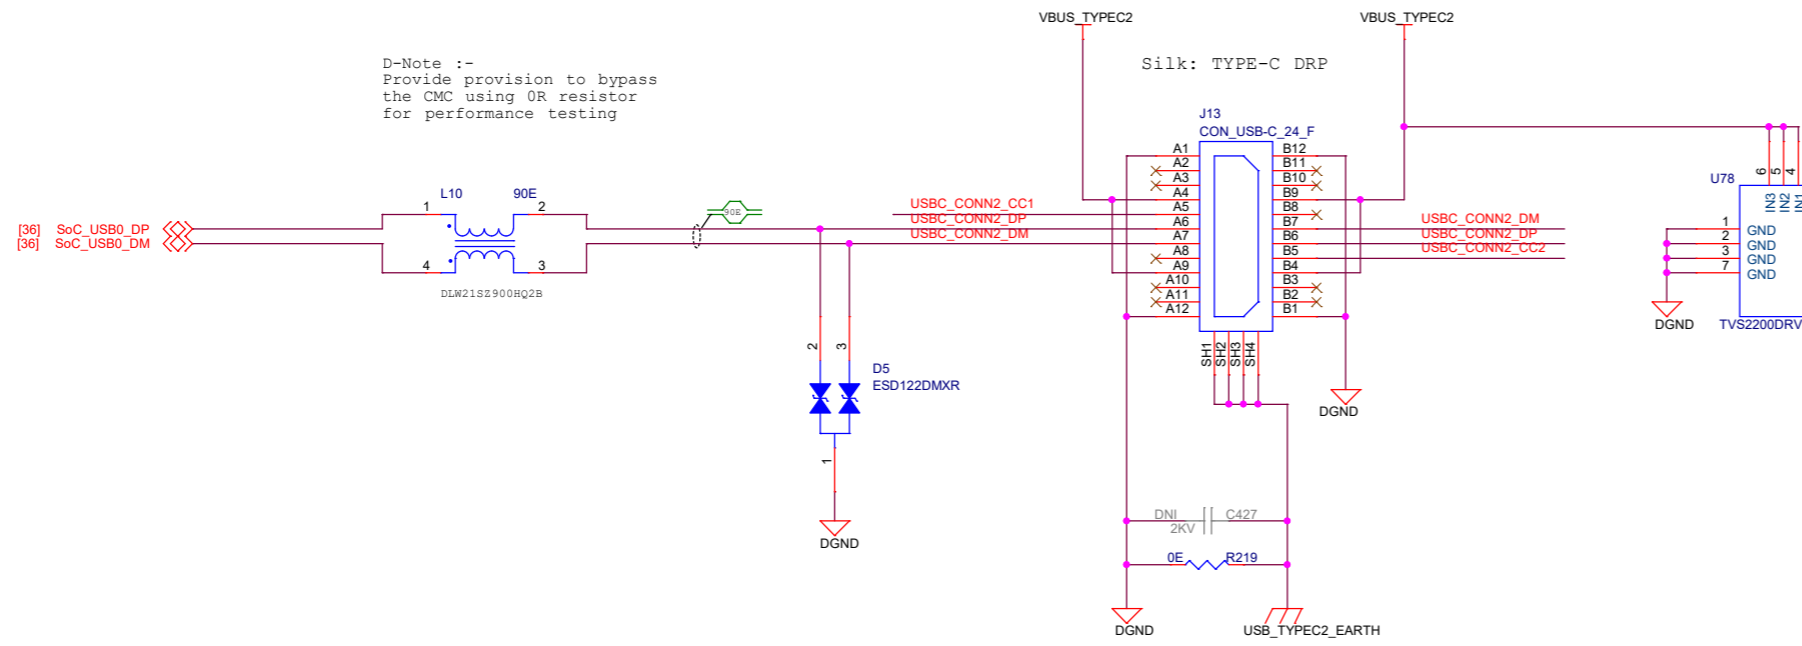 VBUS_TYPEC2
VBUS_TYPEC2
D-Note :-
Provide provision to bypass
the CMC using 0R resistor
for performance testing
Silk: TYPE-C DRP
J13
CON_USB-C_24_F
A1
A2
A3
A4
A5
A6
A7
A8
A9
A10
A11
A12
B12
B11
B10
B9
B8
B7
B6
B5
B4
B3
B2
B1
SH1
SH2
SH3
SH4
L10
90E
1
2
4
3
DLW21SZ900HQ2B
[36] SoC_USB0_DP
[36] SoC_USB0_DM
90E
USBC_CONN2_CC1
USBC_CONN2_DP
USBC_CONN2_DM
USBC_CONN2_DM
USBC_CONN2_DP
USBC_CONN2_CC2
U78
6
5
4
IN3
IN2
IN1
1
2
3
7
GND
GND
GND
GND
DGND
TVS2200DRV
2
3
D5
ESD122DMXR
1
DGND
DGND
DNI
C427
2KV
0E
R219
DGND
USB_TYPEC2_EARTH